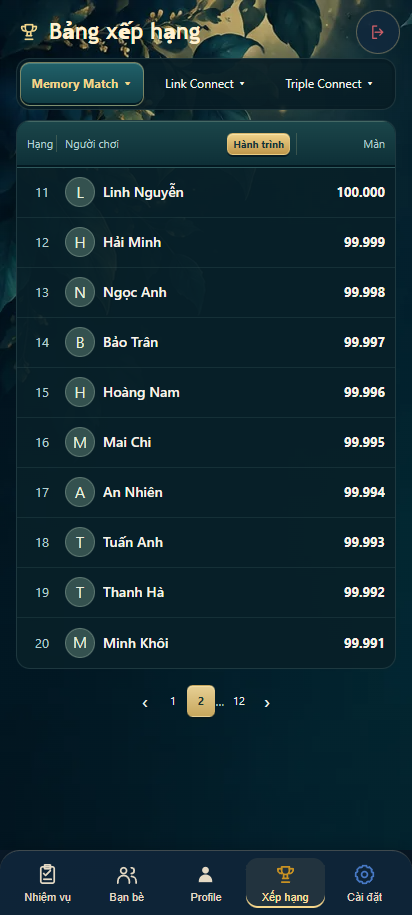 Bảng xếp hạng
Memory Match ▾ Link Connect ▾ Triple Connect ▾
Hạng Người chơi Hành trình Màn
11 L Linh Nguyễn 100.000
12 H Hải Minh 99.999
13 N Ngọc Anh 99.998
14 B Bảo Trân 99.997
15 H Hoàng Nam 99.996
16 M Mai Chi 99.995
17 A An Nhiên 99.994
18 T Tuấn Anh 99.993
19 T Thanh Hà 99.992
20 M Minh Khôi 99.991
‹ 1 2 ... 12 ›
Nhiệm vụ Bạn bè Profile Xếp hạng Cài đặt